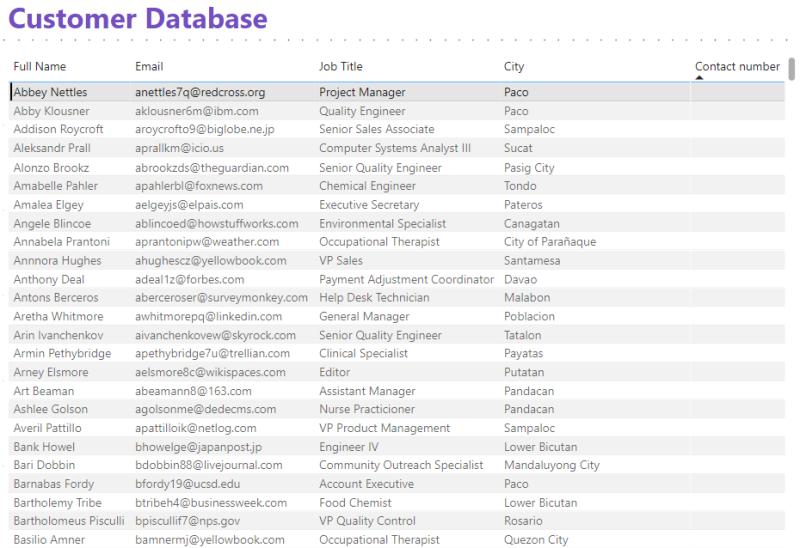 Customer Database
Full Name Email Job Title City Contact number
Abbey Nettles anettles7q@redcross.org Project Manager Paco
Abby Klousner aklousner6m@ibm.com Quality Engineer Paco
Addison Roycroft aroycrofto9@biglobe.ne.jp Senior Sales Associate Sampaloc
Aleksandr Prall aprallkm@icio.us Computer Systems Analyst III Sucat
Alonzo Brookz abrookzds@theguardian.com Senior Quality Engineer Pasig City
Amabelle Pahler apahlerbl@foxnews.com Chemical Engineer Tondo
Amalea Elgey aelgeyjs@elpais.com Executive Secretary Pateros
Angele Blincoe ablincoed@howstuffworks.com Environmental Specialist Canagatan
Annabela Prantoni aprantonipw@weather.com Occupational Therapist City of Parañaque
Annnora Hughes ahughescz@yellowbook.com VP Sales Santamesa
Anthony Deal adeal1z@forbes.com Payment Adjustment Coordinator Davao
Antons Berceros aberceroser@surveymonkey.com Help Desk Technician Malabon
Aretha Whitmore awhitmorepq@linkedin.com General Manager Poblacion
Arin Ivanchenkov aivanchenkovew@skyrock.com Senior Quality Engineer Tatalon
Armin Pethybridge apethybridge7u@trellian.com Clinical Specialist Payatas
Arney Elsmore aelsmore8c@wikispaces.com Editor Putatan
Art Beaman abeamann8@163.com Assistant Manager Pandacan
Ashlee Golson agolsonme@dedecms.com Nurse Practicioner Pandacan
Averil Pattillo apattilloik@netlog.com VP Product Management Sampaloc
Bank Howel bhowelge@japanpost.jp Engineer IV Lower Bicutan
Bari Dobbin bdobbin88@livejournal.com Community Outreach Specialist Mandaluyong City
Barnabas Fordy bfordy19@ucsd.edu Account Executive Paco
Bartholemy Tribe btribeh4@businessweek.com Food Chemist Lower Bicutan
Bartholomeus Pisculli bpiscullif7@nps.gov VP Quality Control Rosario
Basilio Amner bamnermj@yellowbook.com Occupational Therapist Quezon City